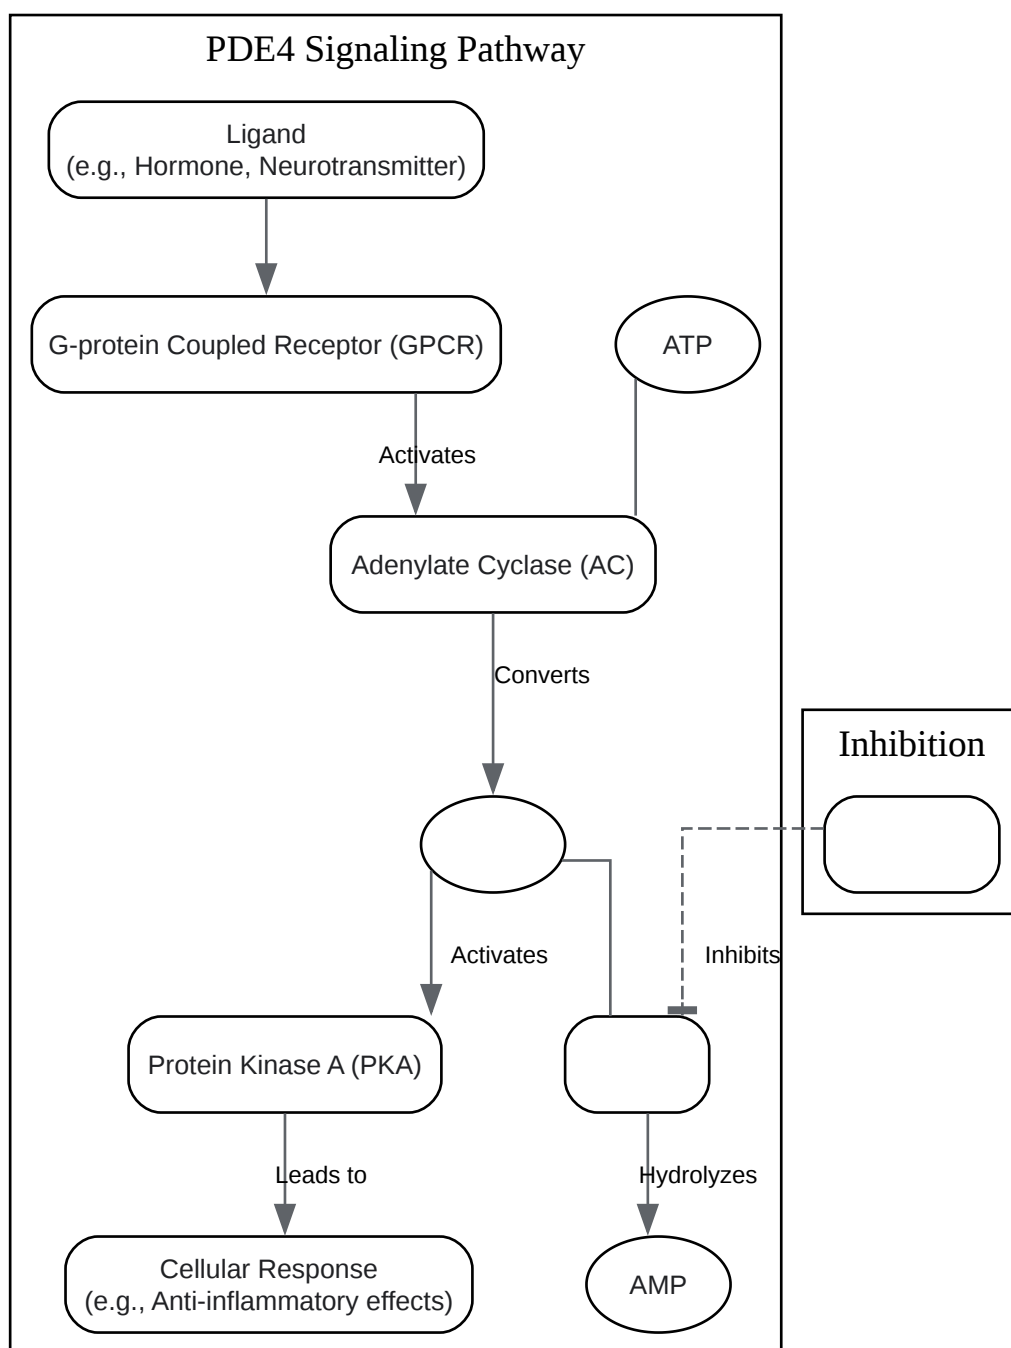 PDE4 Signaling Pathway
Ligand
(e.g., Hormone, Neurotransmitter)
G-protein Coupled Receptor (GPCR)
ATP
Activates
Adenylate Cyclase (AC)
Converts
Inhibition
Activates
Inhibits
Protein Kinase A (PKA)
Leads to
Hydrolyzes
Cellular Response
(e.g., Anti-inflammatory effects)
AMP